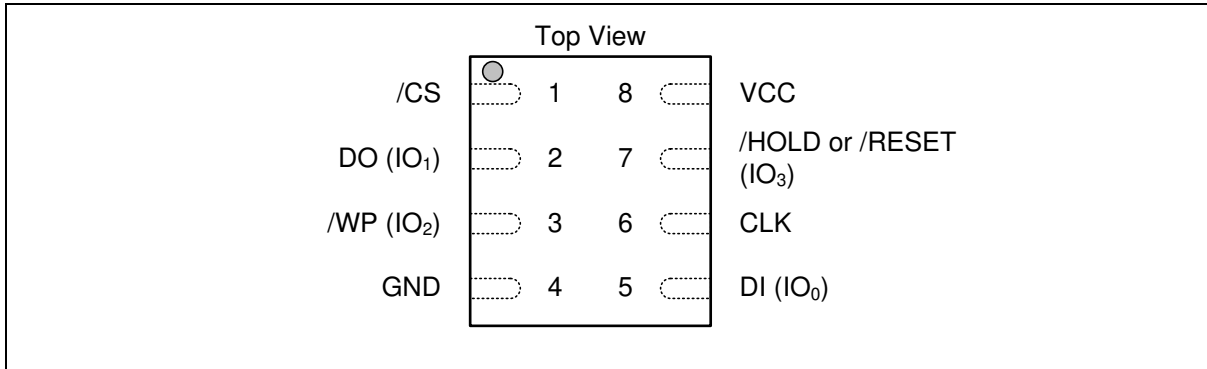 Top View
/CS 1 8 VCC
DO (IO₁) 2 7 /HOLD or /RESET
(IO₃)
/WP (IO₂) 3 6 CLK
GND 4 5 DI (IO₀)